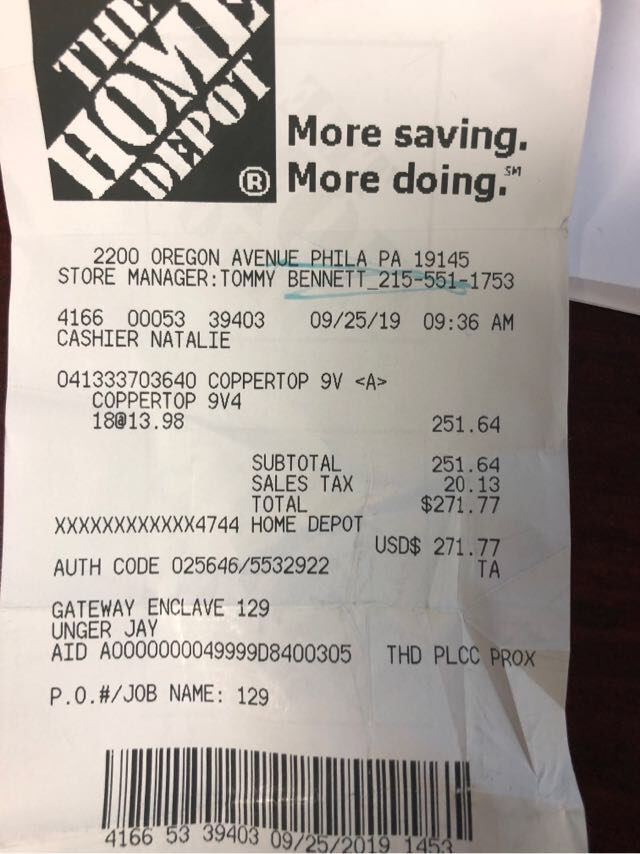 THE
HOME
DEPOT
®
More saving.
More doing.℠
2200 OREGON AVENUE PHILA PA 19145
STORE MANAGER:TOMMY BENNETT_215-551-1753
4166 00053 39403 09/25/19 09:36 AM
CASHIER NATALIE
041333703640 COPPERTOP 9V <A>
COPPERTOP 9V4
18@13.98 251.64
SUBTOTAL 251.64
SALES TAX 20.13
TOTAL $271.77
XXXXXXXXXXXX4744 HOME DEPOT
USD$ 271.77
AUTH CODE 025646/5532922 TA
GATEWAY ENCLAVE 129
UNGER JAY
AID A0000000049999D8400305 THD PLCC PROX
P.O.#/JOB NAME: 129
4166 53 39403 09/25/2019 1453